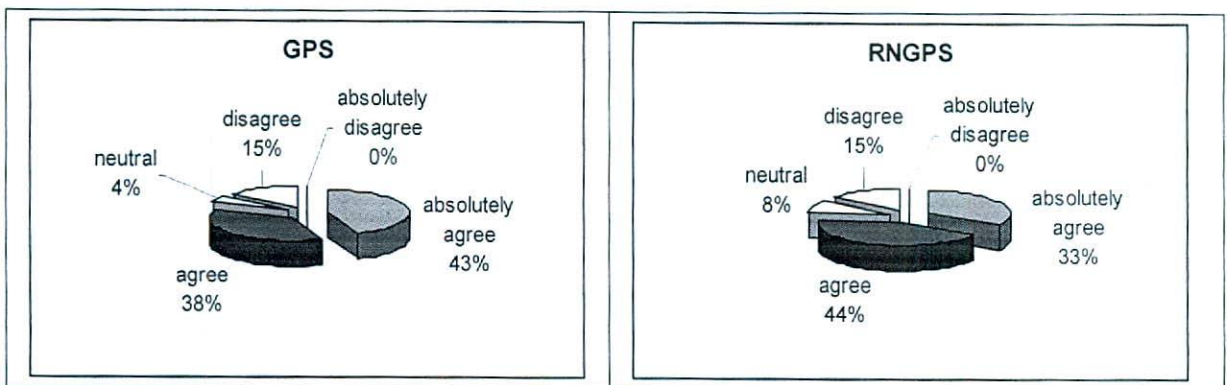 GPS
absolutely
disagree
0%
disagree
15%
neutral
4%
absolutely
agree
43%
agree
38%
RNGPS
absolutely
disagree
0%
disagree
15%
neutral
8%
absolutely
agree
33%
agree
44%